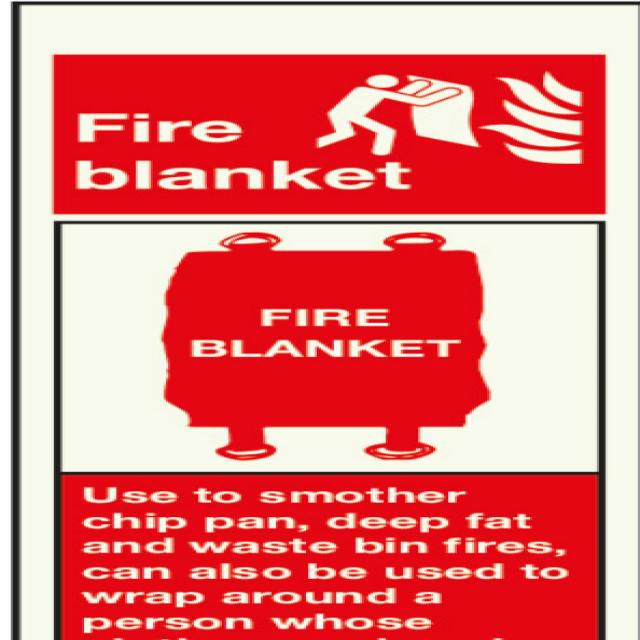 Fire
blanket
FIRE
BLANKET
Use to smother
chip pan, deep fat
and waste bin fires,
can also be used to
wrap around a
person whose